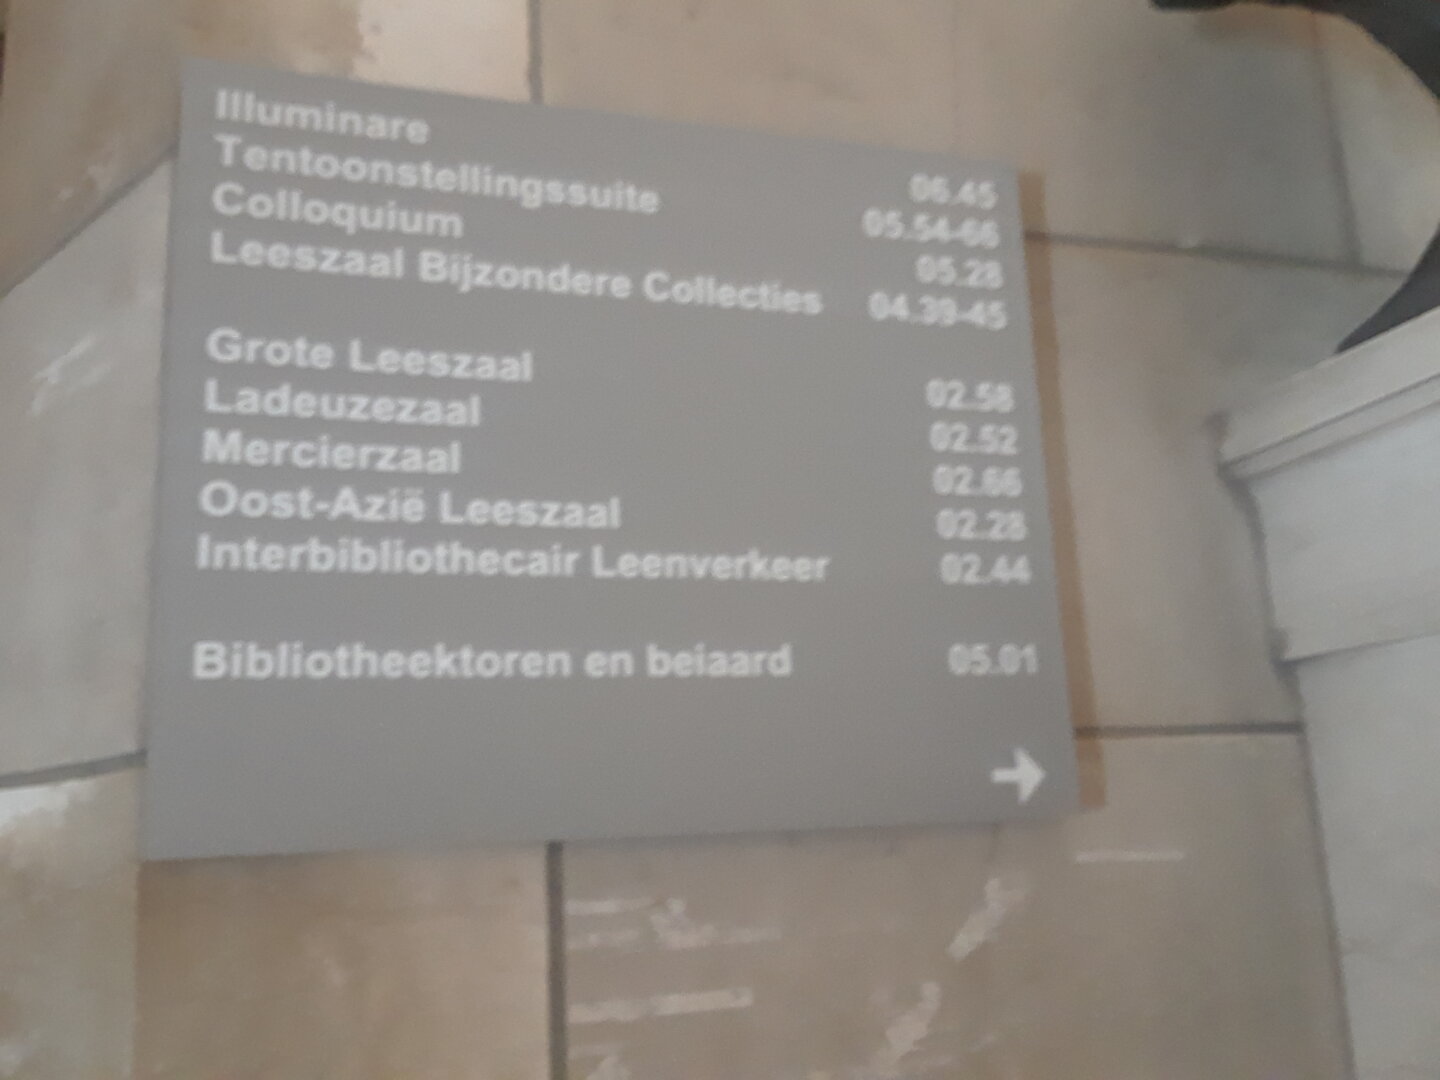 Illuminare 06.45
Tentoonstellingssuite 05.54-66
Colloquium 05.28
Leeszaal Bijzondere Collecties 04.39-45
Grote Leeszaal 02.58
Ladeuzezaal 02.52
Mercierzaal 02.66
Oost-Azië Leeszaal 02.28
Interbibliothecair Leenverkeer 02.44
Bibliotheektoren en beiaard 05.01